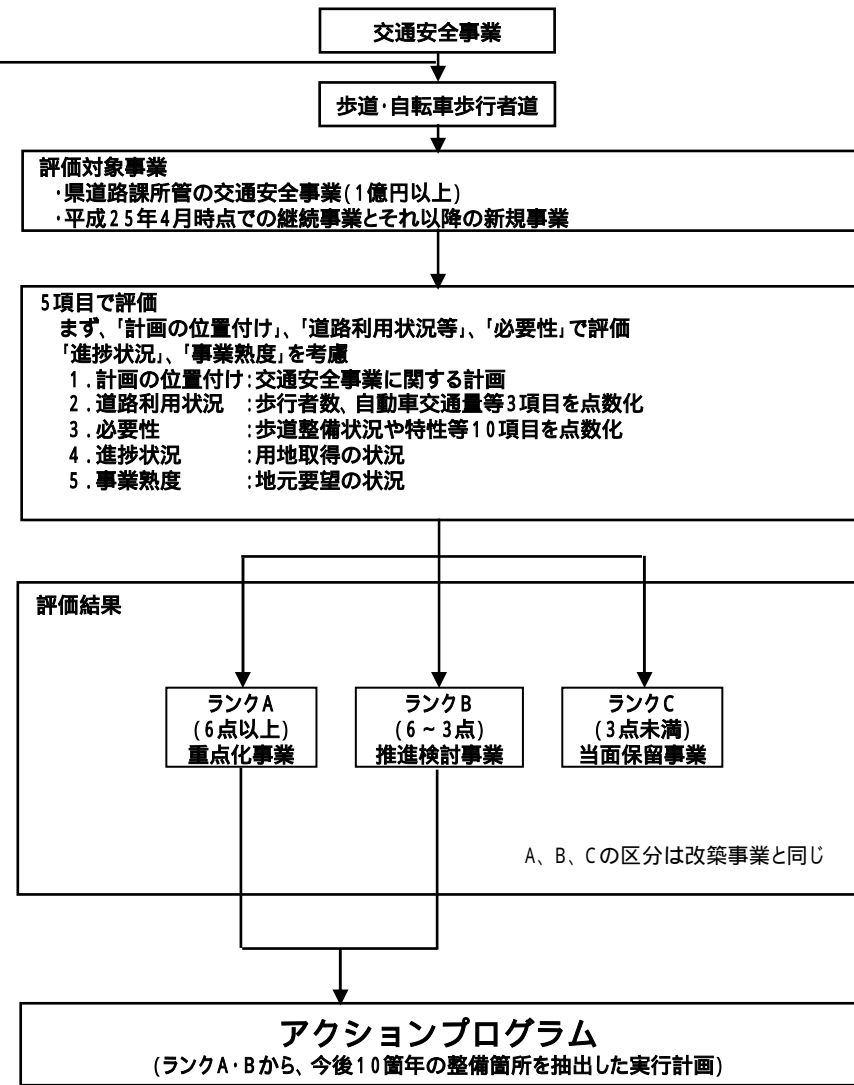 交通安全事業
歩道･自転車歩行者道
評価対象事業
･県道路課所管の交通安全事業(1億円以上)
･平成25年4月時点での継続事業とそれ以降の新規事業
5項目で評価
まず、｢計画の位置付け｣、｢道路利用状況等｣、｢必要性｣で評価
｢進捗状況｣、｢事業熟度｣を考慮
1.計画の位置付け:交通安全事業に関する計画
2.道路利用状況 :歩行者数、自動車交通量等3項目を点数化
3.必要性 :歩道整備状況や特性等10項目を点数化
4.進捗状況 :用地取得の状況
5.事業熟度 :地元要望の状況
評価結果
ランクA
(6点以上)
重点化事業
ランクB
(6~3点)
推進検討事業
ランクC
(3点未満)
当面保留事業
A、B、Cの区分は改築事業と同じ
アクションプログラム
(ランクA･Bから、今後10箇年の整備箇所を抽出した実行計画)